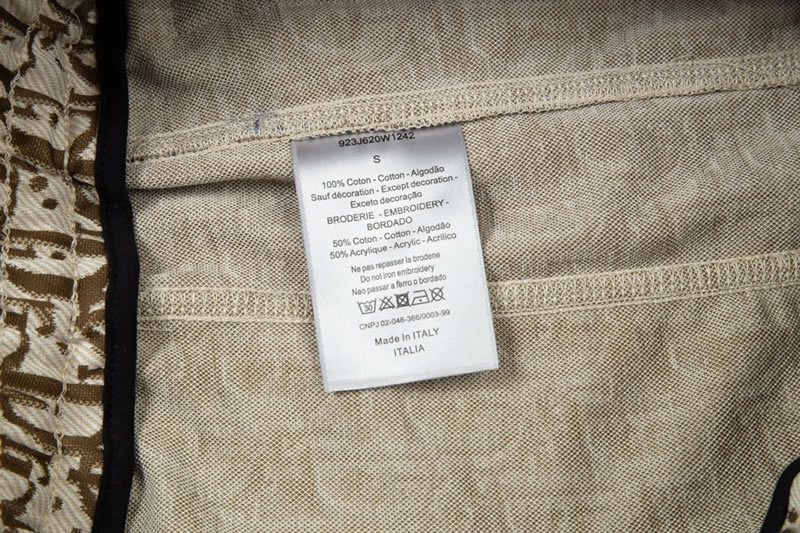 923J620W1242
S
100% Coton - Cotton - Algodão
Sauf décoration - Except decoration -
Exceto decoração
BRODERIE - EMBROIDERY -
BORDADO
50% Coton - Cotton - Algodão
50% Acrylique - Acrylic - Acrílico
Ne pas repasser la brodene
Do not iron embroidery
Nao passar a ferro o bordado
30
CNPJ 02-046-366/0003-99
Made In ITALY
ITALIA